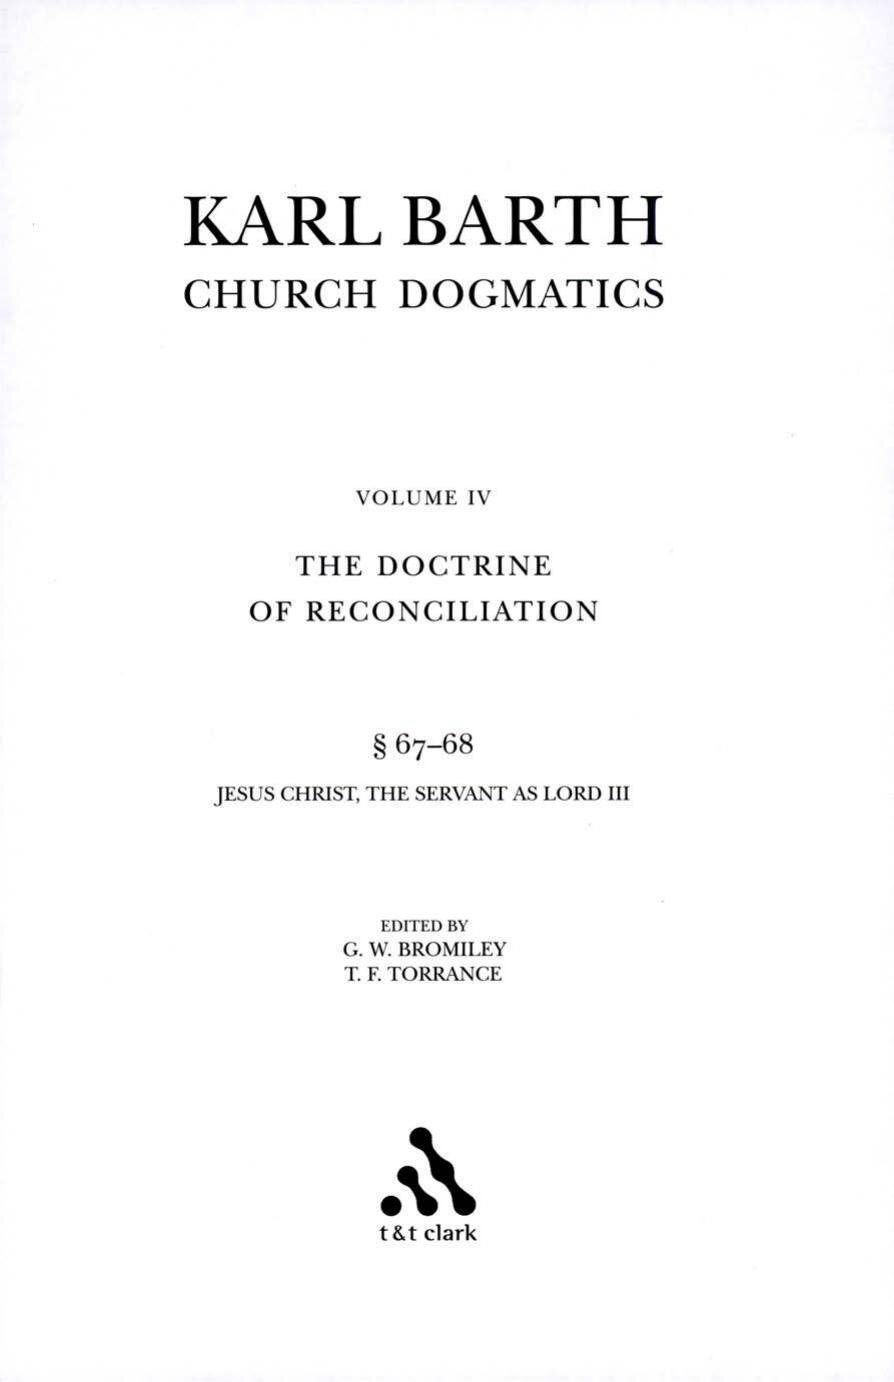 KARL BARTH
CHURCH DOGMATICS
VOLUME IV
THE DOCTRINE
OF RECONCILIATION
§ 67–68
JESUS CHRIST, THE SERVANT AS LORD III
EDITED BY
G. W. BROMILEY
T. F. TORRANCE
t&t clark